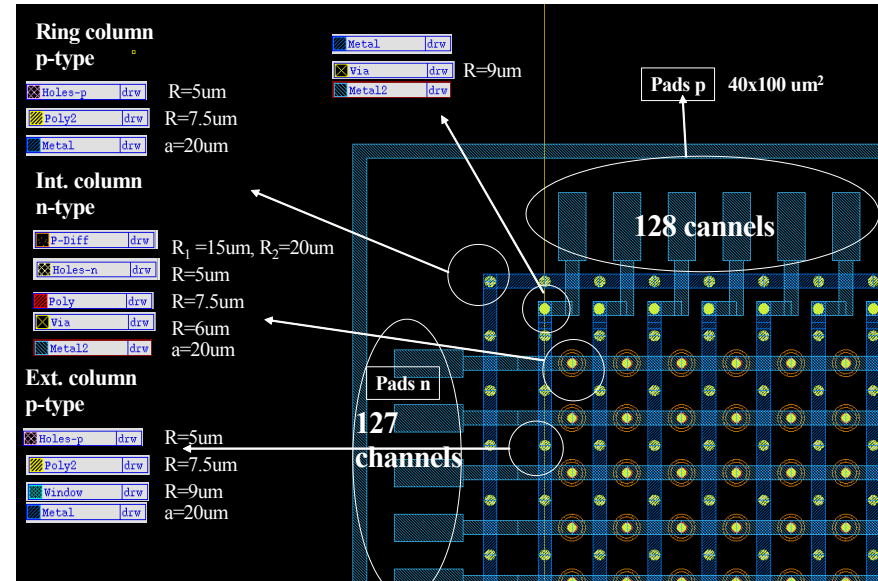 Ring column
p-type
Holes-p drw R=5um
Poly2 drw R=7.5um
Metal drw a=20um
Int. column
n-type
P-Diff drw R1 =15um, R2=20um
Holes-n drw R=5um
Poly drw R=7.5um
Via drw R=6um
Metal2 drw a=20um
Ext. column
p-type
Holes-p drw R=5um
Poly2 drw R=7.5um
Window drw R=9um
Metal drw a=20um
Metal drw
Via drw R=9um
Metal2 drw
Pads p 40x100 um2
128 cannels
Pads n
127
channels